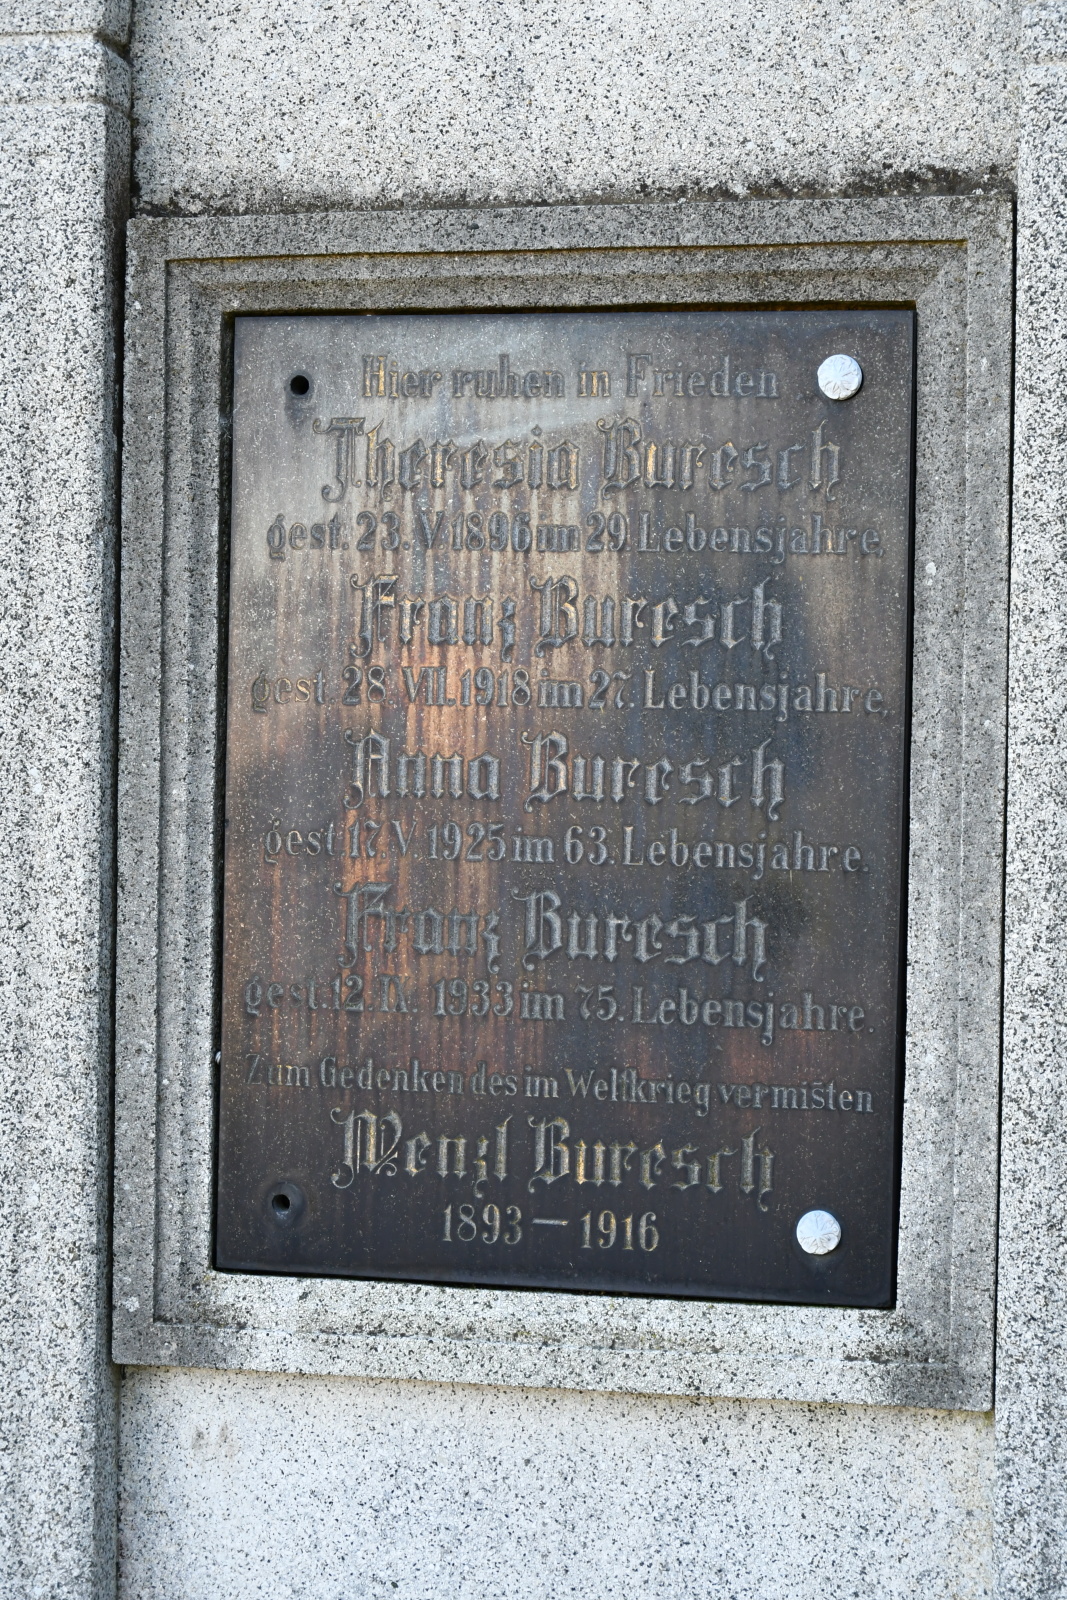 Hier ruhen in Frieden
Theresia Buresch
gest. 23. V. 1896 im 29. Lebensjahre,
Franz Buresch
gest. 28. VII. 1918 im 27. Lebensjahre,
Anna Buresch
gest. 17. V. 1925 im 63. Lebensjahre.
Franz Buresch
gest. 12. IX. 1933 im 75. Lebensjahre.
Zum Gedenken des im Weltkrieg vermißten
Wenzl Buresch
1893 – 1916